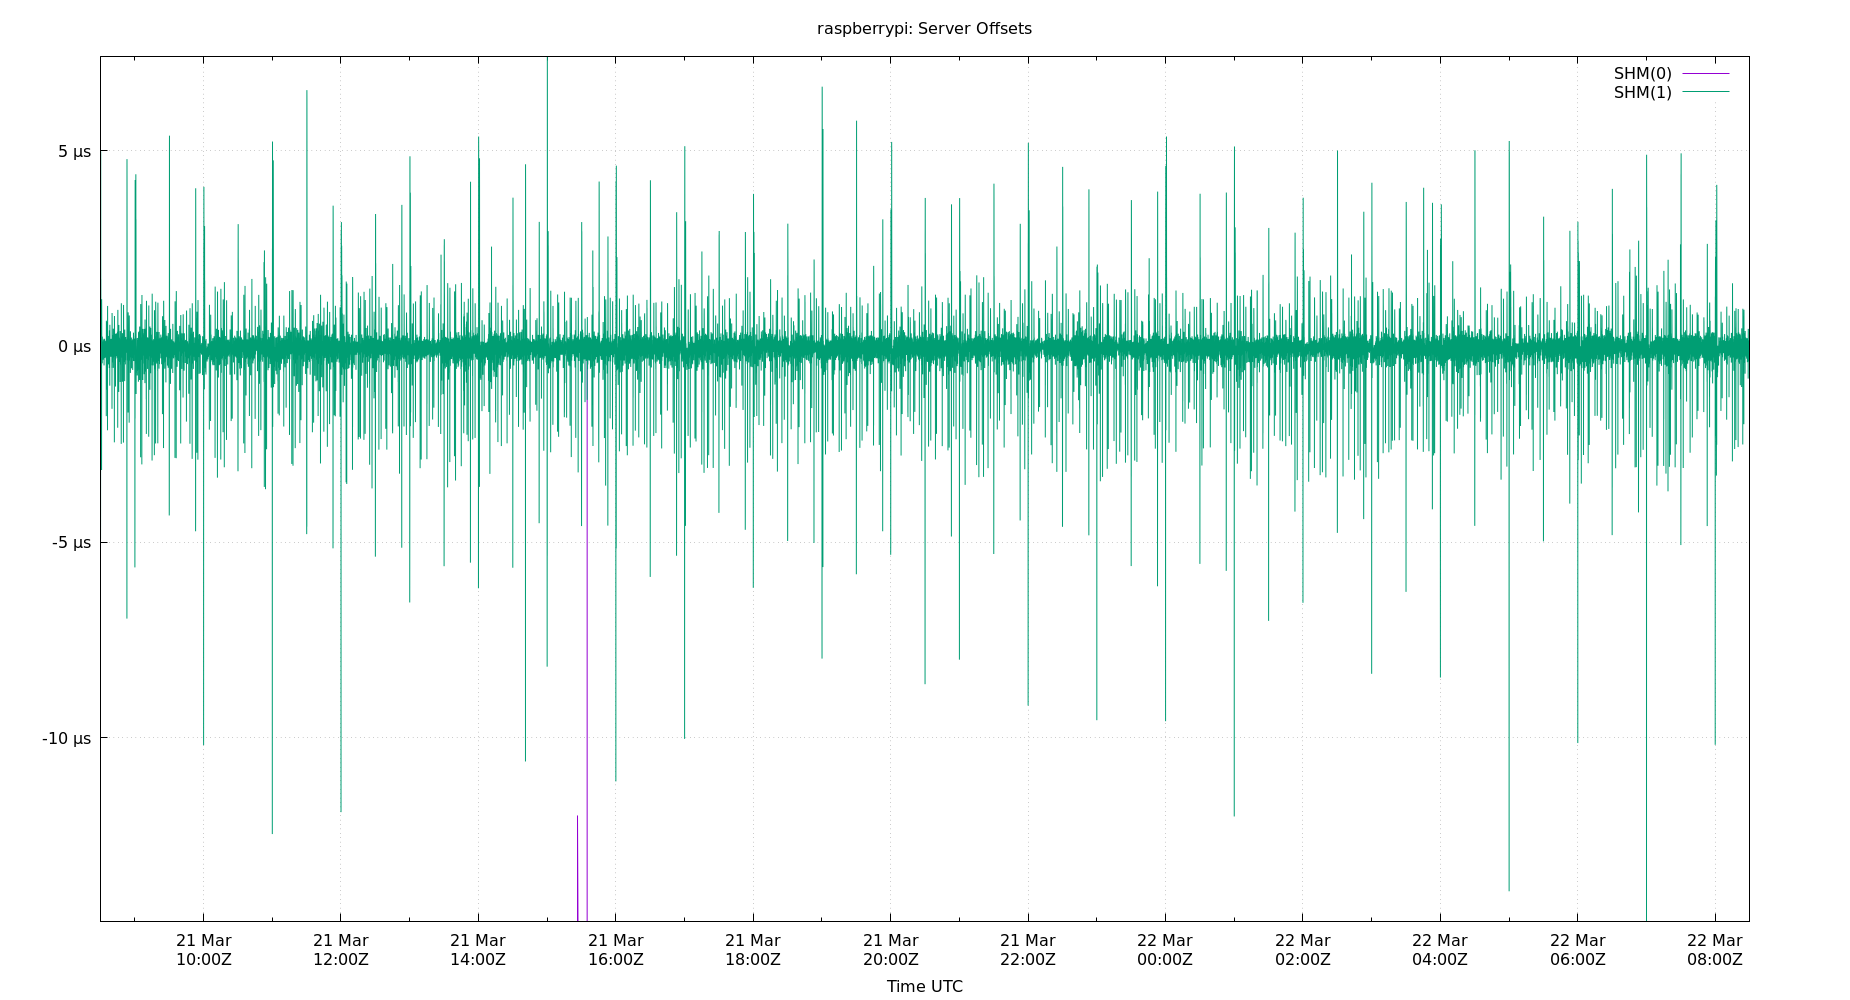 raspberrypi: Server Offsets
SHM(0)
SHM(1)
5 µs
0 µs
-5 µs
-10 µs
21 Mar 21 Mar 21 Mar 21 Mar 21 Mar 21 Mar 21 Mar 22 Mar 22 Mar 22 Mar 22 Mar 22 Mar
10:00Z 12:00Z 14:00Z 16:00Z 18:00Z 20:00Z 22:00Z 00:00Z 02:00Z 04:00Z 06:00Z 08:00Z
Time UTC